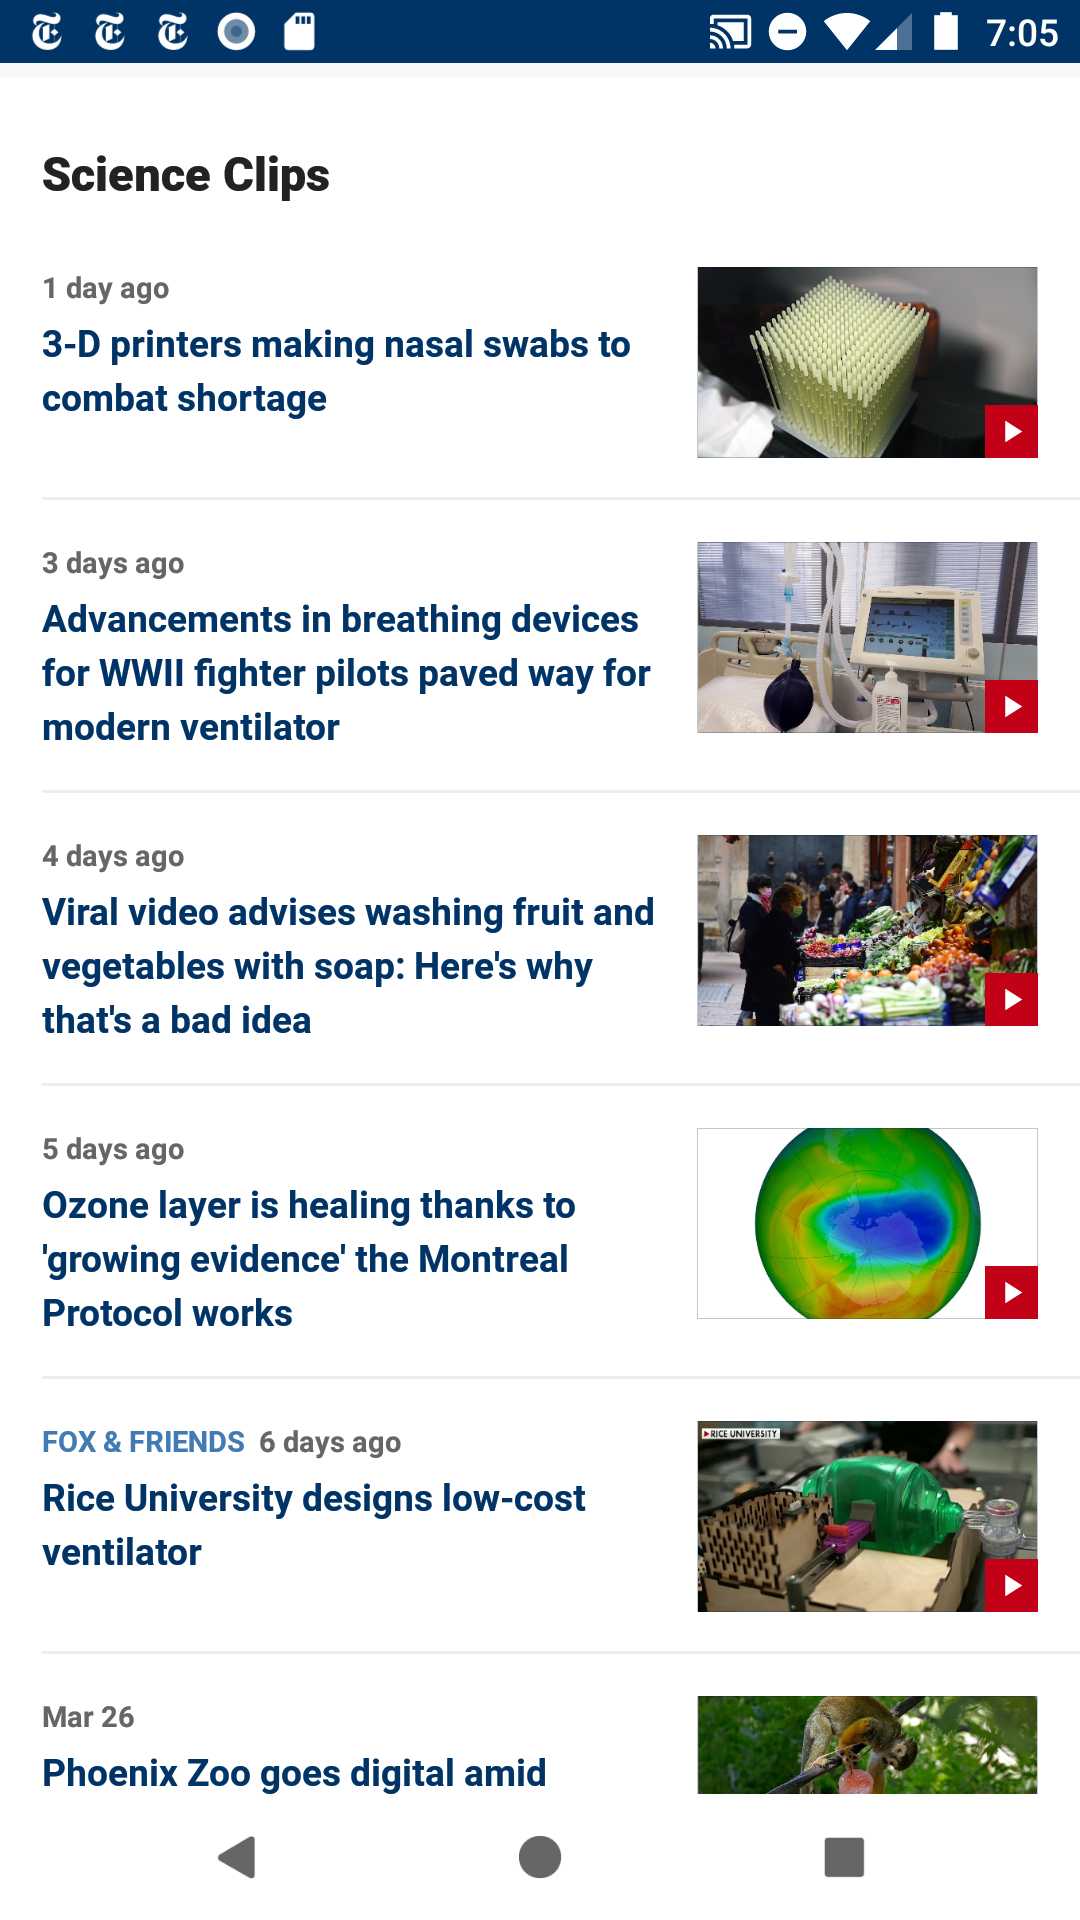 7:05
Science Clips
1 day ago
3-D printers making nasal swabs to
combat shortage
3 days ago
Advancements in breathing devices
for WWII fighter pilots paved way for
modern ventilator
4 days ago
Viral video advises washing fruit and
vegetables with soap: Here's why
that's a bad idea
5 days ago
Ozone layer is healing thanks to
'growing evidence' the Montreal
Protocol works
FOX & FRIENDS 6 days ago
Rice University designs low-cost
ventilator
RICE UNIVERSITY
Mar 26
Phoenix Zoo goes digital amid